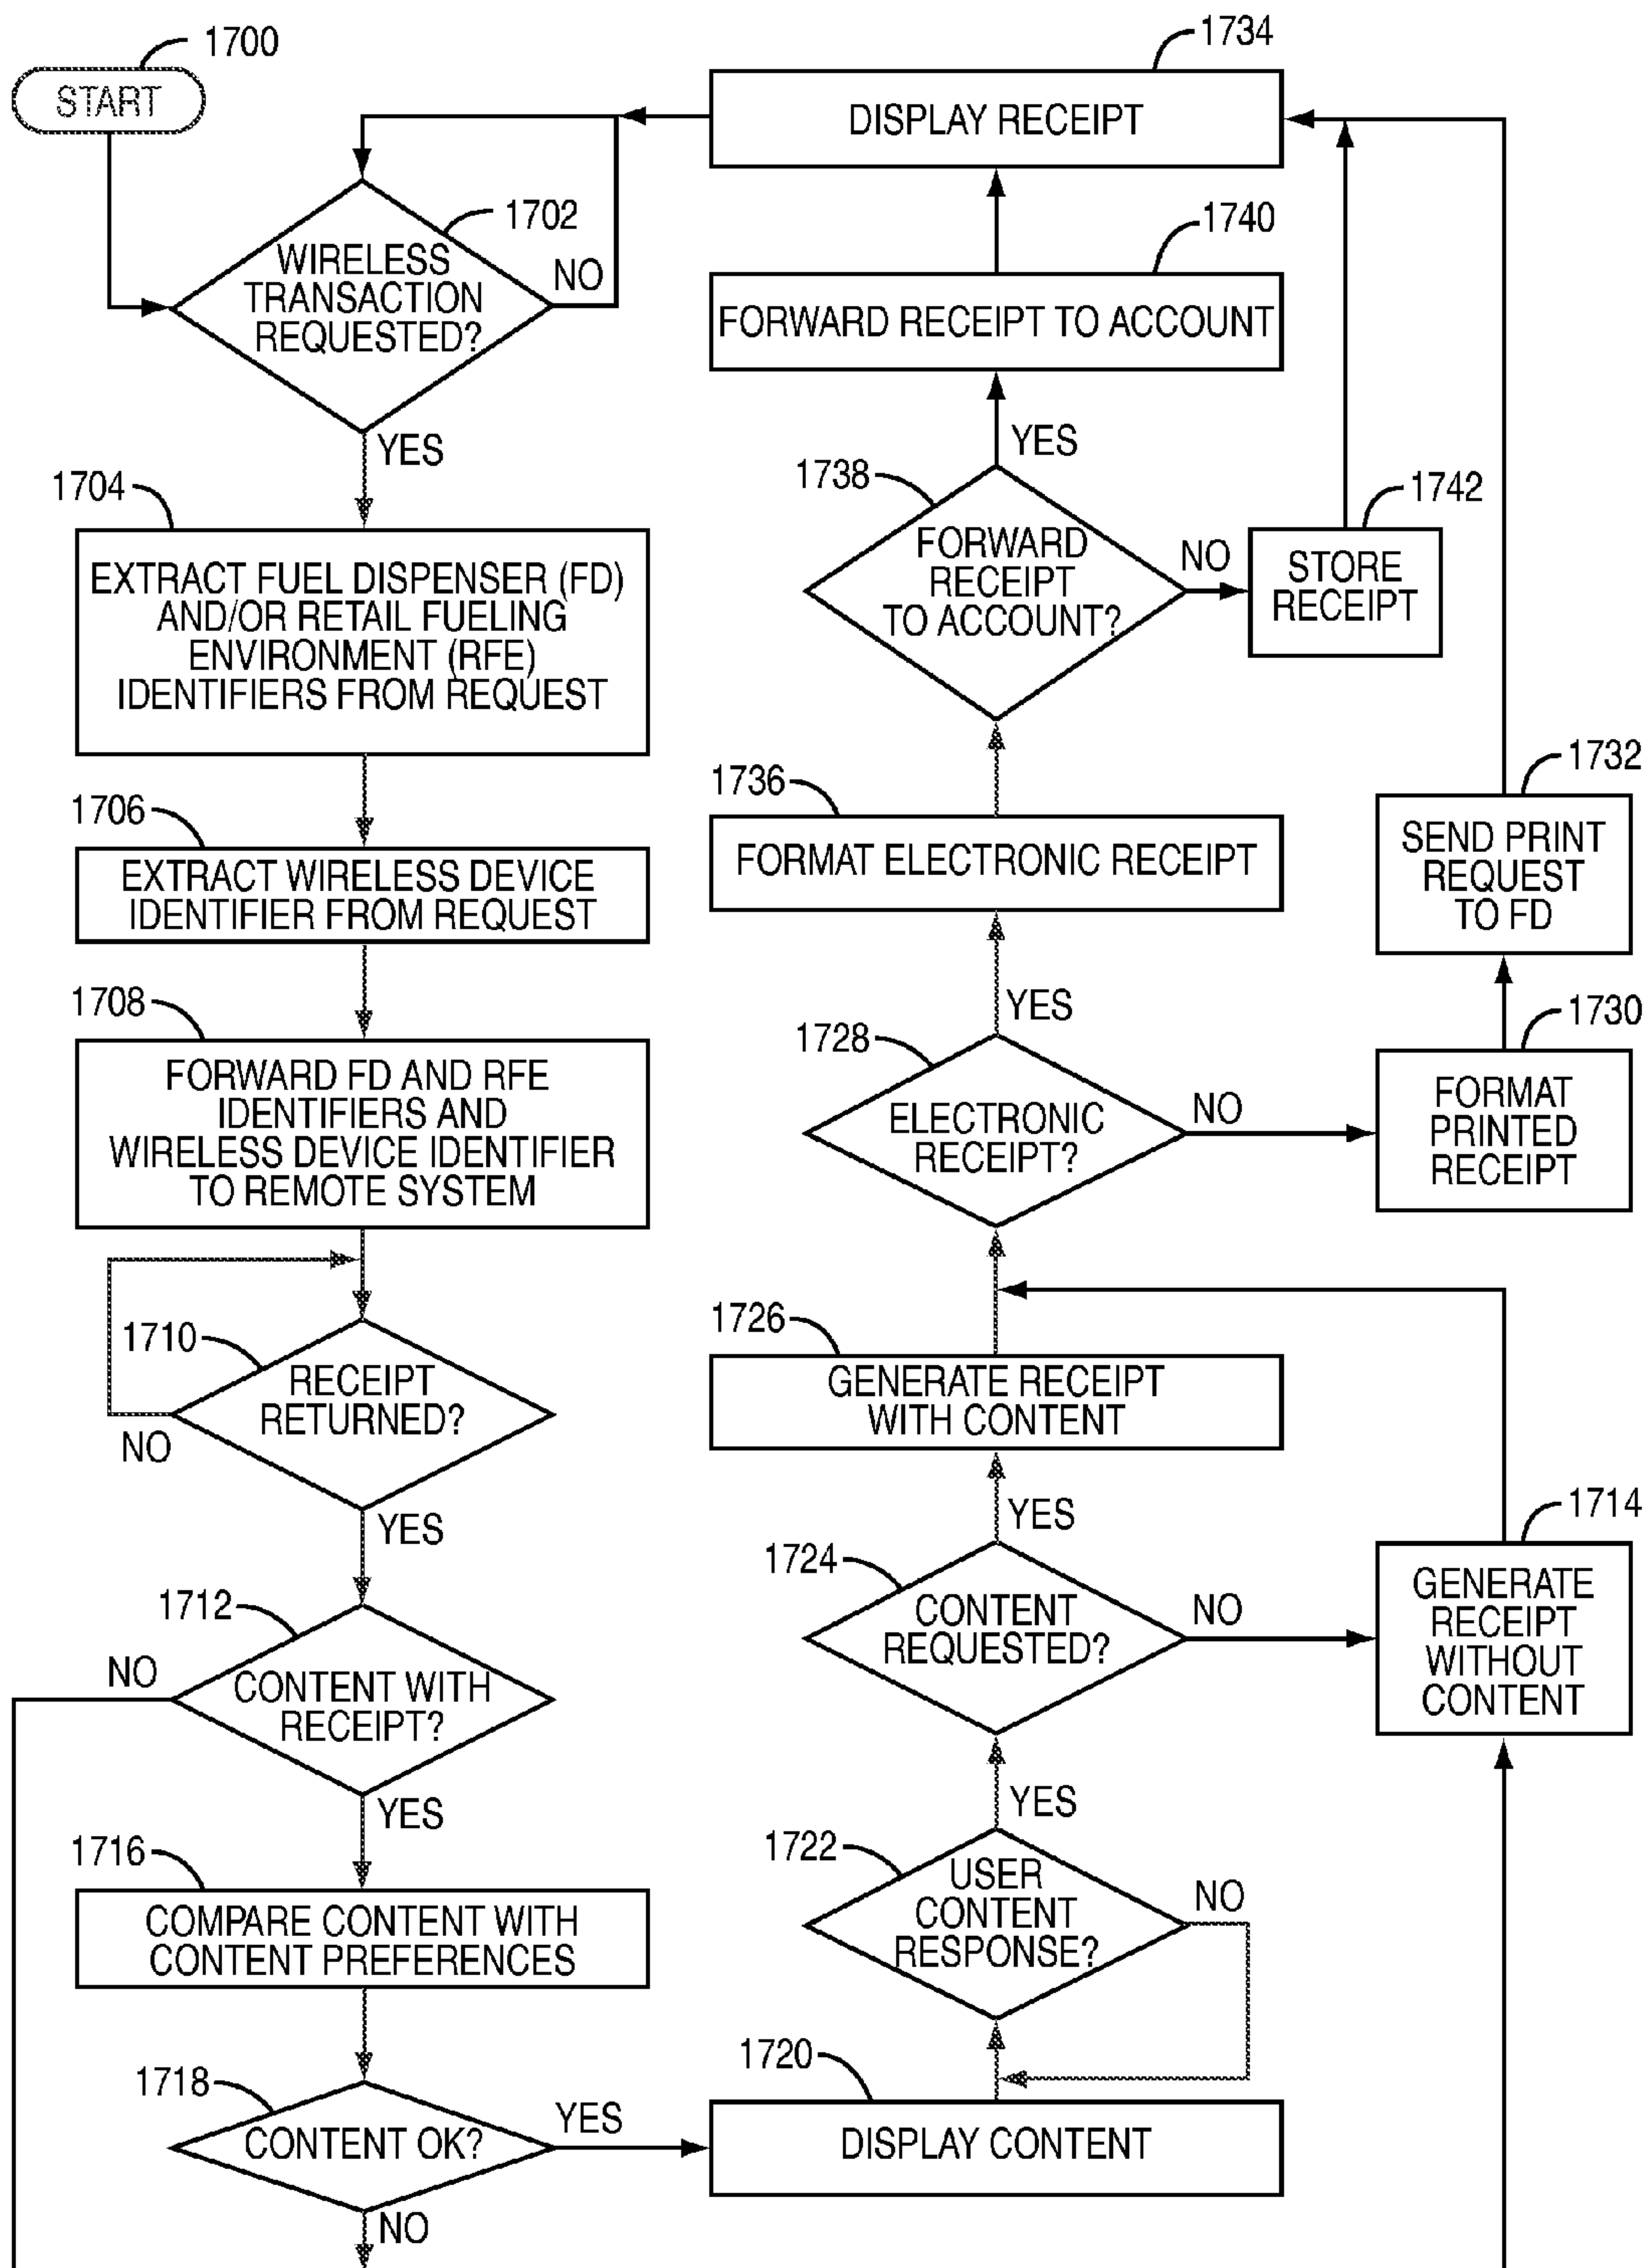 1700
START
1702
WIRELESS
TRANSACTION
REQUESTED?
NO
YES
1704
EXTRACT FUEL DISPENSER (FD)
AND/OR RETAIL FUELING
ENVIRONMENT (RFE)
IDENTIFIERS FROM REQUEST
1706
EXTRACT WIRELESS DEVICE
IDENTIFIER FROM REQUEST
1708
FORWARD FD AND RFE
IDENTIFIERS AND
WIRELESS DEVICE IDENTIFIER
TO REMOTE SYSTEM
1710
RECEIPT
RETURNED?
NO
YES
1712
NO
CONTENT WITH
RECEIPT?
YES
1716
COMPARE CONTENT WITH
CONTENT PREFERENCES
1718
CONTENT OK?
YES
NO
1720
DISPLAY CONTENT
1722
USER
CONTENT
RESPONSE?
NO
YES
1724
CONTENT
REQUESTED?
NO
YES
1714
GENERATE
RECEIPT
WITHOUT
CONTENT
1726
GENERATE RECEIPT
WITH CONTENT
1728
ELECTRONIC
RECEIPT?
NO
YES
1730
FORMAT
PRINTED
RECEIPT
1732
SEND PRINT
REQUEST
TO FD
1736
FORMAT ELECTRONIC RECEIPT
1738
FORWARD
RECEIPT
TO ACCOUNT?
NO
YES
1742
STORE
RECEIPT
1740
FORWARD RECEIPT TO ACCOUNT
1734
DISPLAY RECEIPT